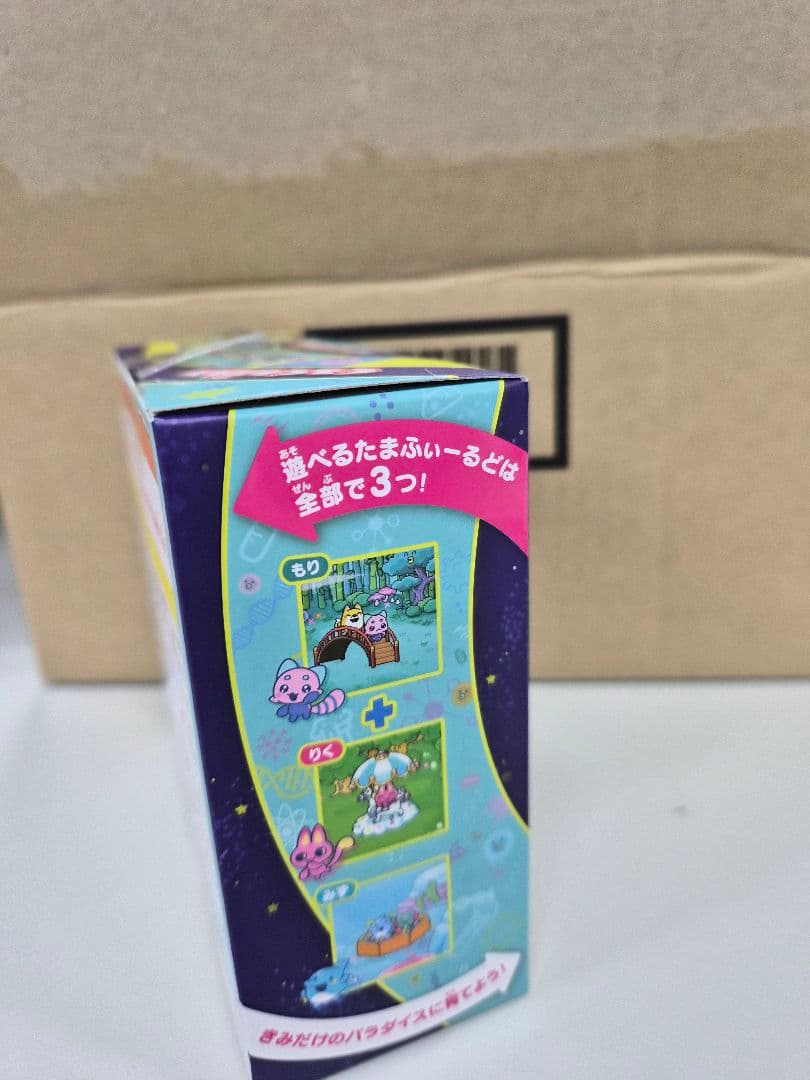 遊べるたまふぃーるどは
全部で3つ!
もり
りく
みず
きみだけのパラダイスに育てよう!